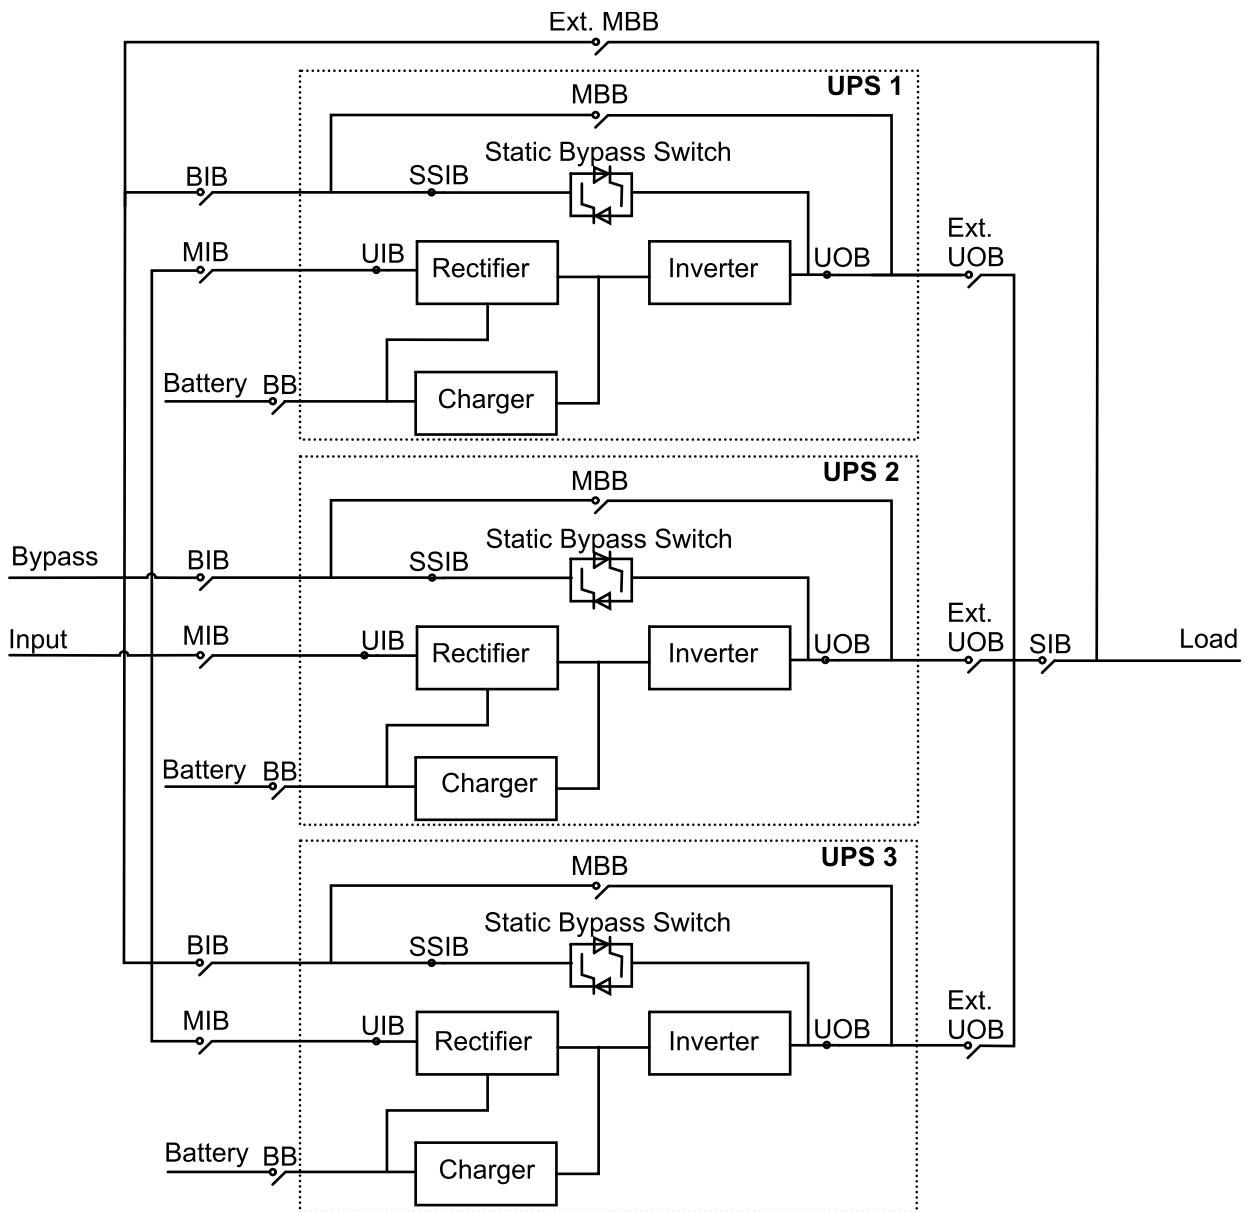 Ext. MBB
UPS 1
MBB
Static Bypass Switch
BIB
SSIB
Ext.
UOB
MIB
UIB
Rectifier
Inverter
UOB
Battery
BB
Charger
UPS 2
MBB
Static Bypass Switch
Bypass
BIB
SSIB
Ext.
UOB
Input
MIB
UIB
Rectifier
Inverter
UOB
SIB
Load
Battery
BB
Charger
UPS 3
MBB
Static Bypass Switch
BIB
SSIB
Ext.
UOB
MIB
UIB
Rectifier
Inverter
UOB
Battery
BB
Charger